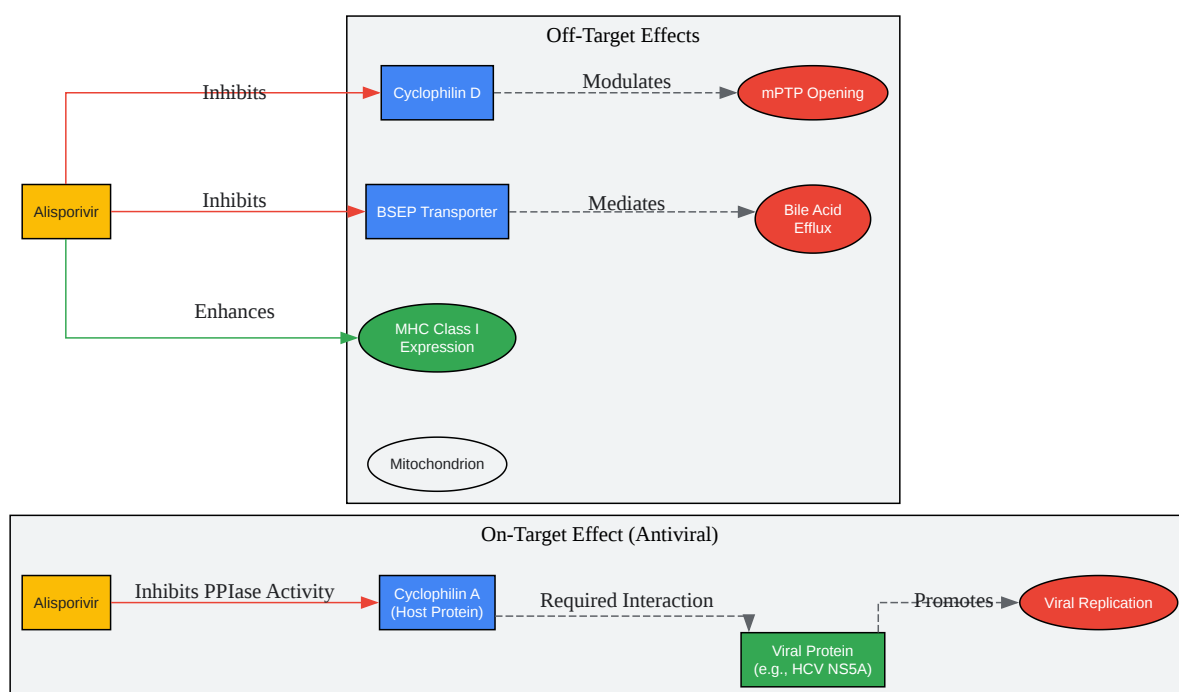 Off-Target Effects
Inhibits
Cyclophilin D
Modulates
mPTP Opening
Alisporivir
Inhibits
BSEP Transporter
Mediates
Bile Acid
Efflux
Enhances
MHC Class I
Expression
Mitochondrion
On-Target Effect (Antiviral)
Alisporivir
Inhibits PPIase Activity
Cyclophilin A
(Host Protein)
Required Interaction
Viral Protein
(e.g., HCV NS5A)
Promotes
Viral Replication